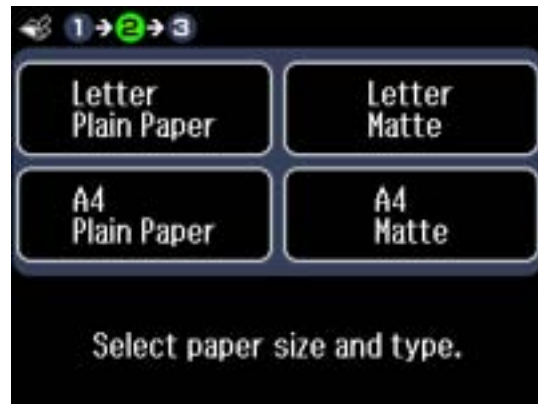 1 → 2 → 3
Letter
Plain Paper
Letter
Matte
A4
Plain Paper
A4
Matte
Select paper size and type.